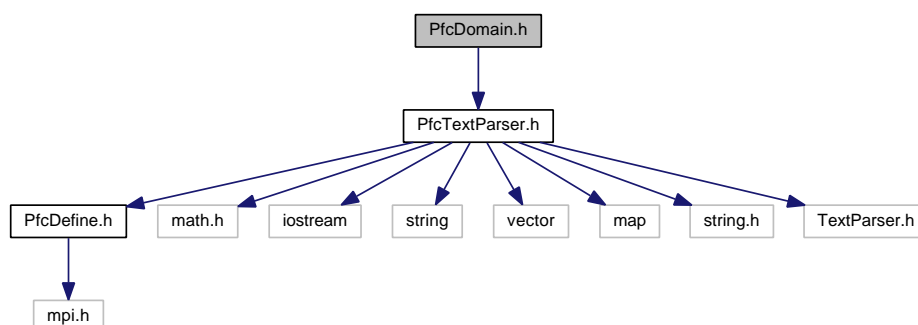 PfcDomain.h
PfcTextParser.h
PfcDefine.h
math.h
iostream
string
vector
map
string.h
TextParser.h
mpi.h